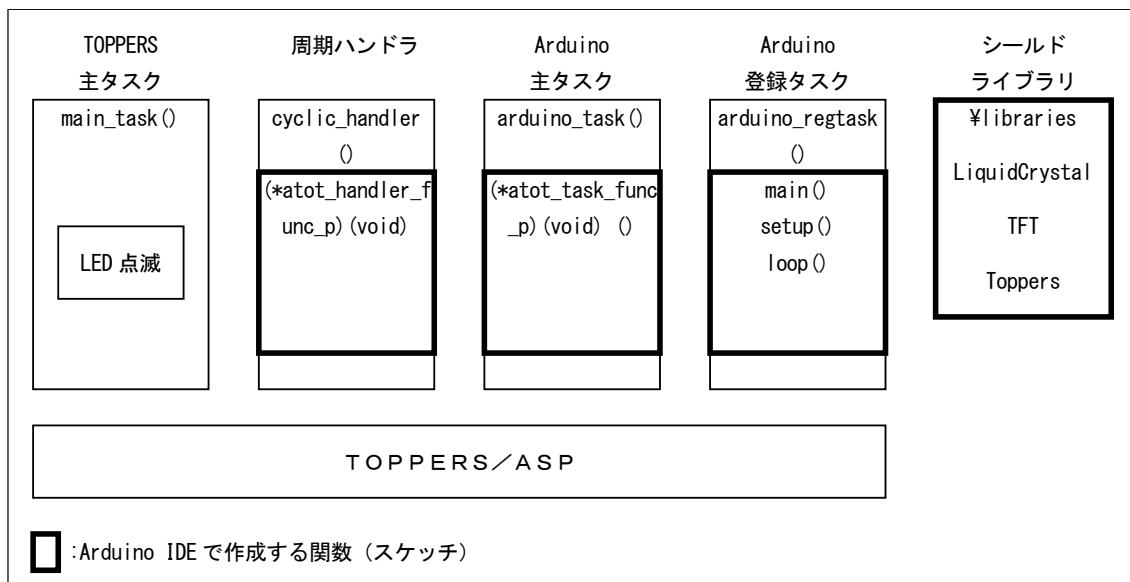 TOPPERS
主タスク
main_task()
LED 点滅
周期ハンドラ
cyclic_handler
()
(*atot_handler_f
unc_p)(void)
Arduino
主タスク
arduino_task()
(*atot_task_func
_p)(void) ()
Arduino
登録タスク
arduino_regtask
()
main()
setup()
loop()
シールド
ライブラリ
¥libraries
LiquidCrystal
TFT
Toppers
TOPPERS／ASP
:Arduino IDE で作成する関数（スケッチ）